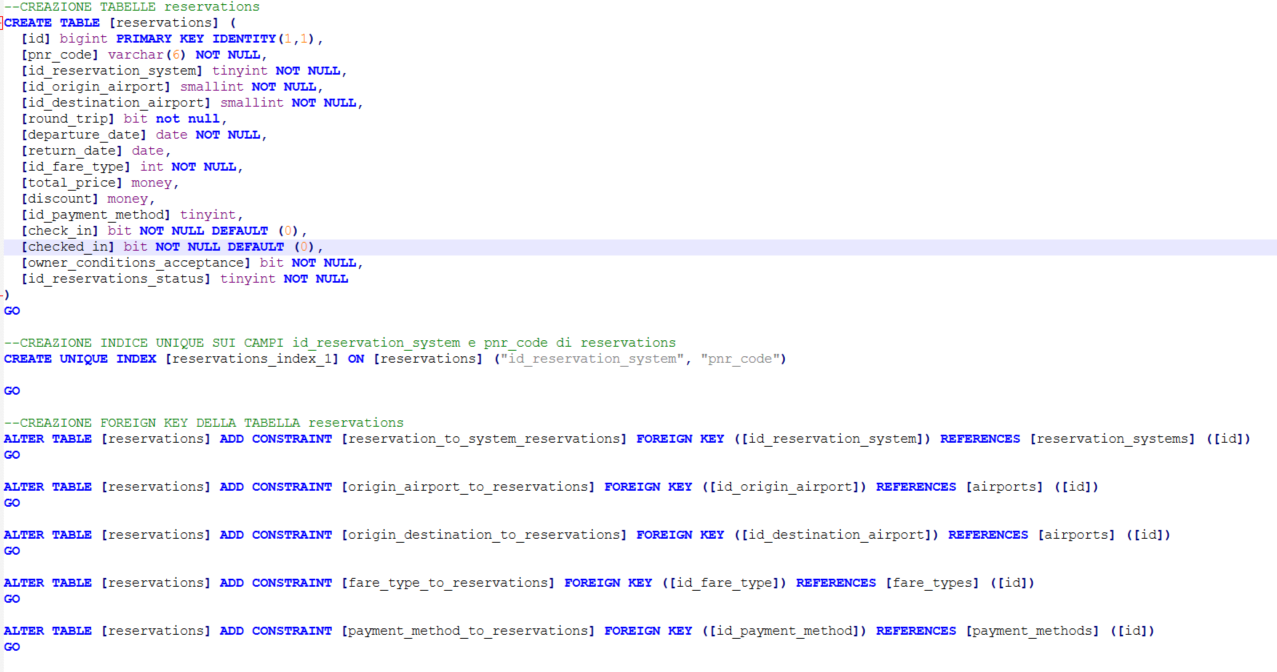 --CREAZIONE TABELLE reservations
CREATE TABLE [reservations] (
[id] bigint PRIMARY KEY IDENTITY(1,1),
[pnr_code] varchar(6) NOT NULL,
[id_reservation_system] tinyint NOT NULL,
[id_origin_airport] smallint NOT NULL,
[id_destination_airport] smallint NOT NULL,
[round_trip] bit not null,
[departure_date] date NOT NULL,
[return_date] date,
[id_fare_type] int NOT NULL,
[total_price] money,
[discount] money,
[id_payment_method] tinyint,
[check_in] bit NOT NULL DEFAULT (0),
[checked_in] bit NOT NULL DEFAULT (0),
[owner_conditions_acceptance] bit NOT NULL,
[id_reservations_status] tinyint NOT NULL
)
GO
--CREAZIONE INDICE UNIQUE SUI CAMPI id_reservation_system e pnr_code di reservations
CREATE UNIQUE INDEX [reservations_index_1] ON [reservations] ("id_reservation_system", "pnr_code")
GO
--CREAZIONE FOREIGN KEY DELLA TABELLA reservations
ALTER TABLE [reservations] ADD CONSTRAINT [reservation_to_system_reservations] FOREIGN KEY ([id_reservation_system]) REFERENCES [reservation_systems] ([id])
GO
ALTER TABLE [reservations] ADD CONSTRAINT [origin_airport_to_reservations] FOREIGN KEY ([id_origin_airport]) REFERENCES [airports] ([id])
GO
ALTER TABLE [reservations] ADD CONSTRAINT [origin_destination_to_reservations] FOREIGN KEY ([id_destination_airport]) REFERENCES [airports] ([id])
GO
ALTER TABLE [reservations] ADD CONSTRAINT [fare_type_to_reservations] FOREIGN KEY ([id_fare_type]) REFERENCES [fare_types] ([id])
GO
ALTER TABLE [reservations] ADD CONSTRAINT [payment_method_to_reservations] FOREIGN KEY ([id_payment_method]) REFERENCES [payment_methods] ([id])
GO